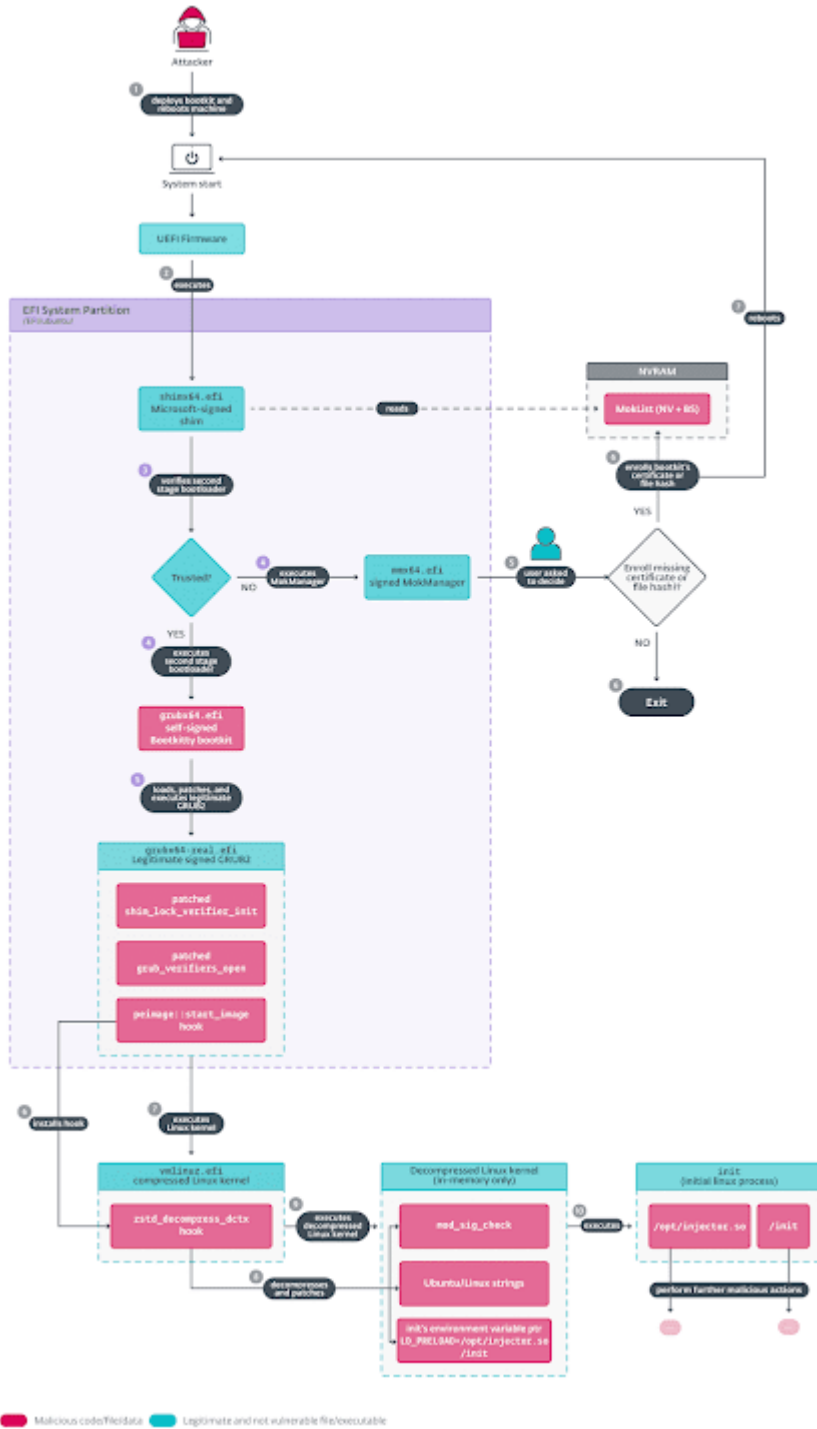 Attacker
1
deploys bootkit and
reboots machine
System start
UEFI Firmware
2
executes
EFI System Partition
(EFI/ubuntu)
shimx64.efi
Microsoft-signed
shim
reads
NVRAM
MokList (NV + BS)
7
reboots
3
verifies second
stage bootloader
6
enrolls bootkit's
certificate or
file hash
YES
Trusted?
NO
4
executes
MokManager
mmx64.efi
signed MokManager
5
user asked
to decide
Enroll missing
certificate or
file hash?
YES
4
executes
second stage
bootloader
NO
6
Exit
grubx64.efi
self-signed
Bootkitty bootkit
5
loads, patches, and
executes legitimate
GRUB2
grubx64-real.efi
Legitimate signed GRUB2
patched
shim_lock_verifier_init
patched
grub_verifiers_open
peimage::start_image
hook
6
installs hook
7
executes
Linux kernel
vmlinuz.efi
compressed Linux kernel
zstd_decompress_dctx
hook
9
executes
decompressed
Linux kernel
8
decompresses
and patches
Decompressed Linux kernel
(in-memory only)
mod_sig_check
Ubuntu/Linux strings
init's environment variable ptr
LD_PRELOAD=/opt/injector.so
/init
10
executes
init
(initial linux process)
/opt/injector.so
/init
perform further malicious actions
...
...
Malicious code/file/data
Legitimate and not vulnerable file/executable